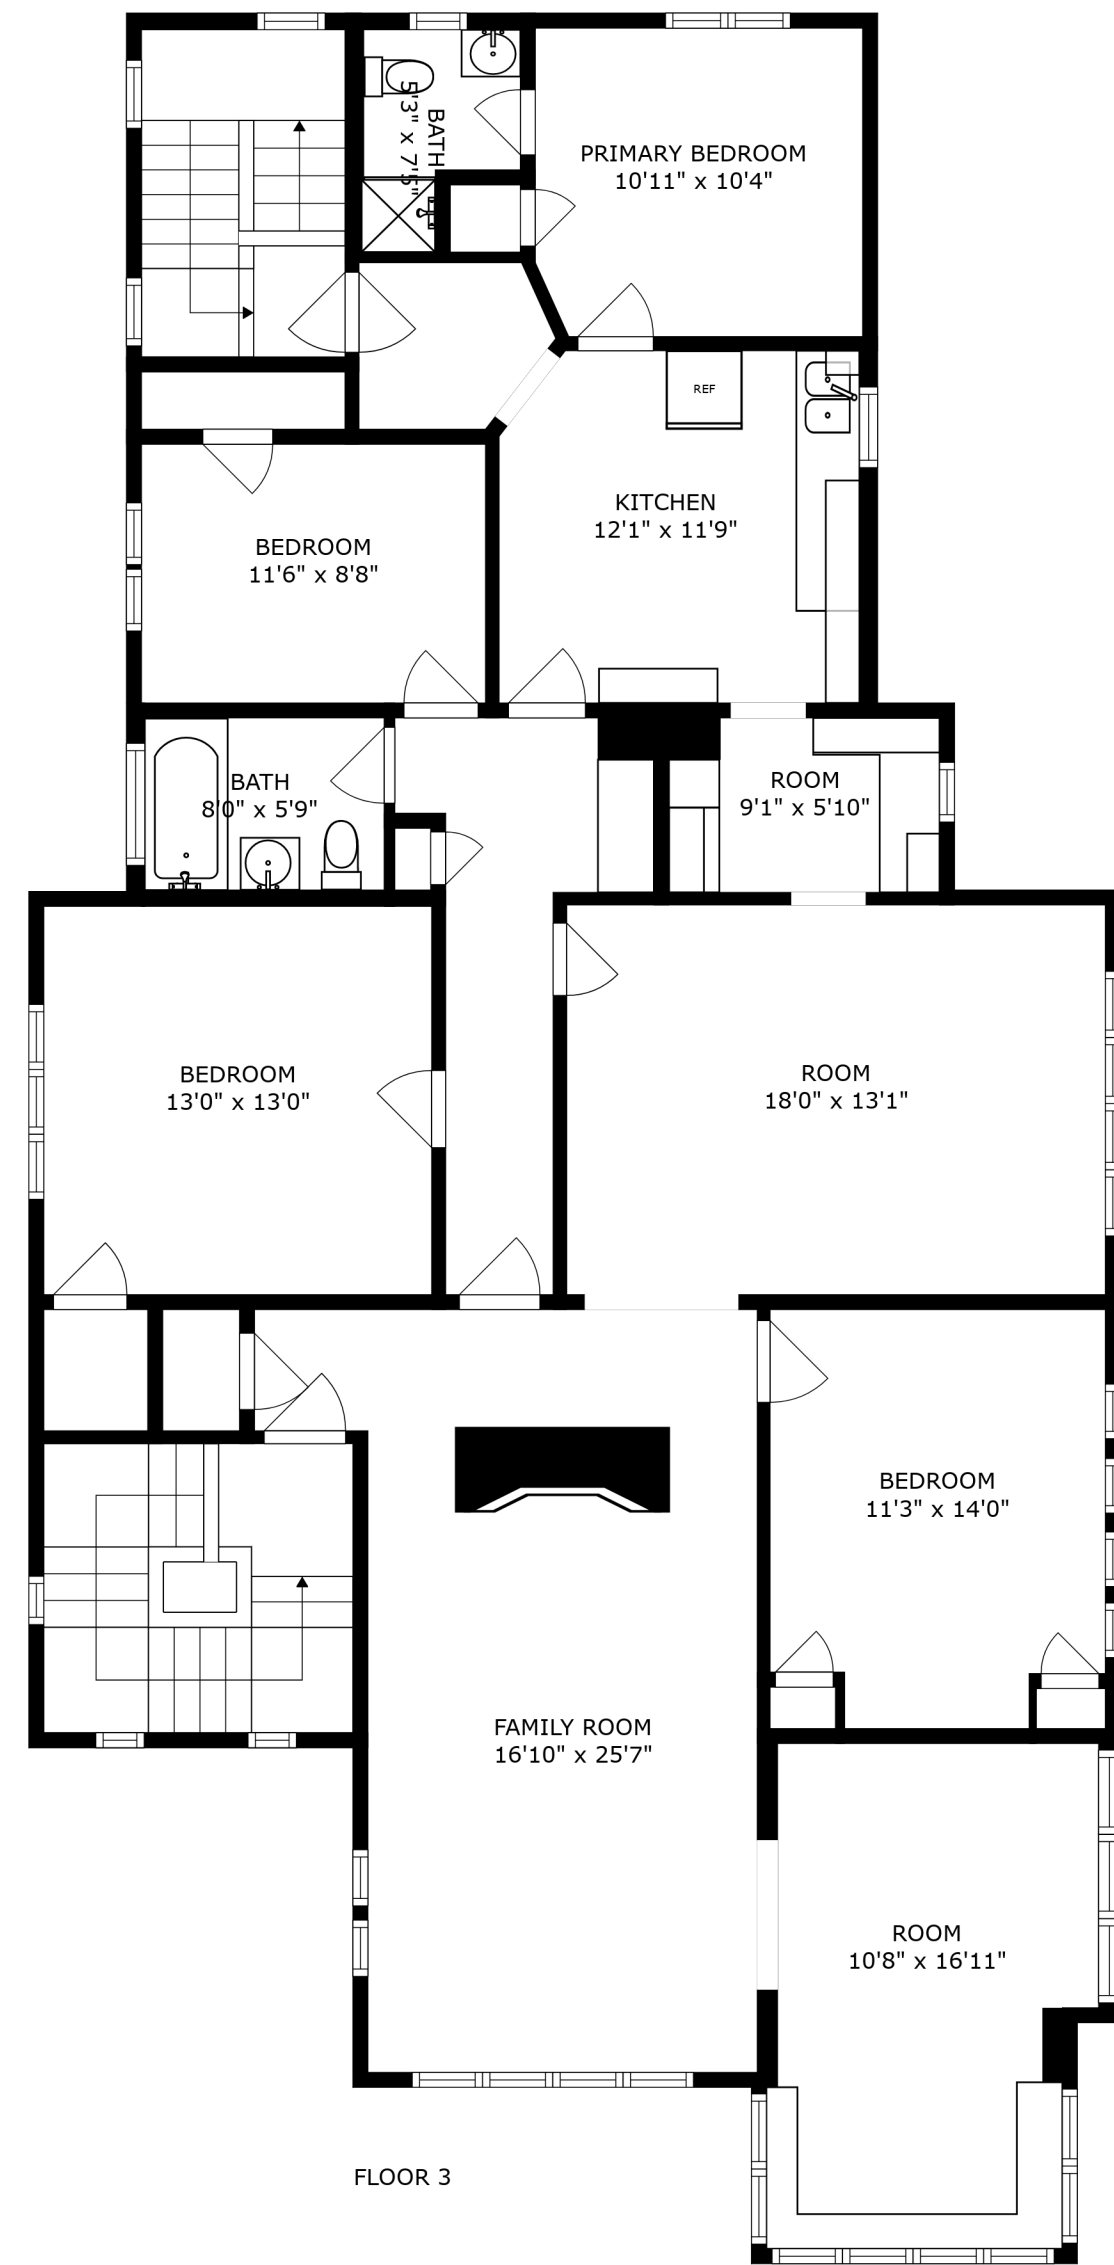 BATH
5'3" x 7'5"
PRIMARY BEDROOM
10'11" x 10'4"
REF
KITCHEN
12'1" x 11'9"
BEDROOM
11'6" x 8'8"
BATH
8'0" x 5'9"
ROOM
9'1" x 5'10"
BEDROOM
13'0" x 13'0"
ROOM
18'0" x 13'1"
BEDROOM
11'3" x 14'0"
FAMILY ROOM
16'10" x 25'7"
ROOM
10'8" x 16'11"
FLOOR 3